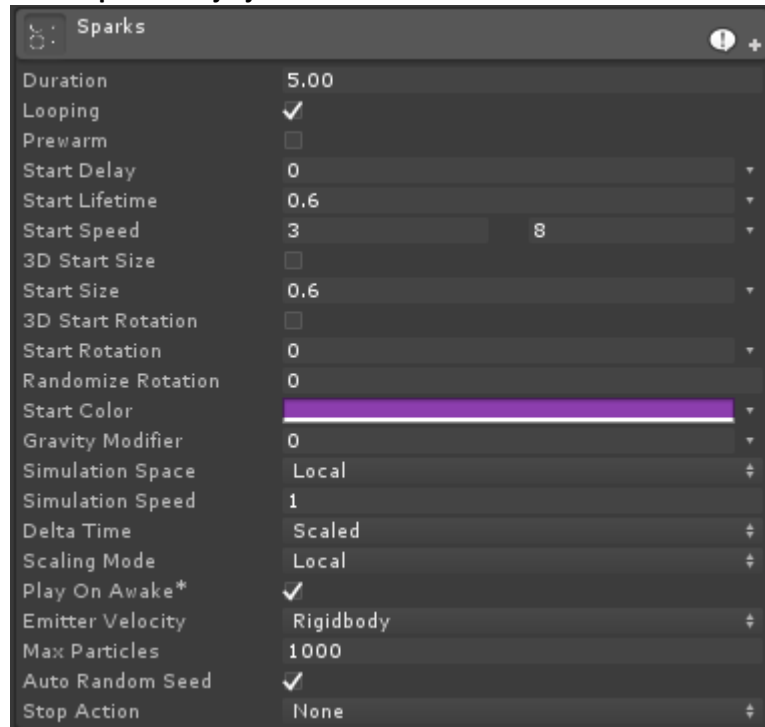 Sparks
Duration 5.00
Looping
Prewarm
Start Delay 0
Start Lifetime 0.6
Start Speed 3 8
3D Start Size
Start Size 0.6
3D Start Rotation
Start Rotation 0
Randomize Rotation 0
Start Color
Gravity Modifier 0
Simulation Space Local
Simulation Speed 1
Delta Time Scaled
Scaling Mode Local
Play On Awake*
Emitter Velocity Rigidbody
Max Particles 1000
Auto Random Seed
Stop Action None